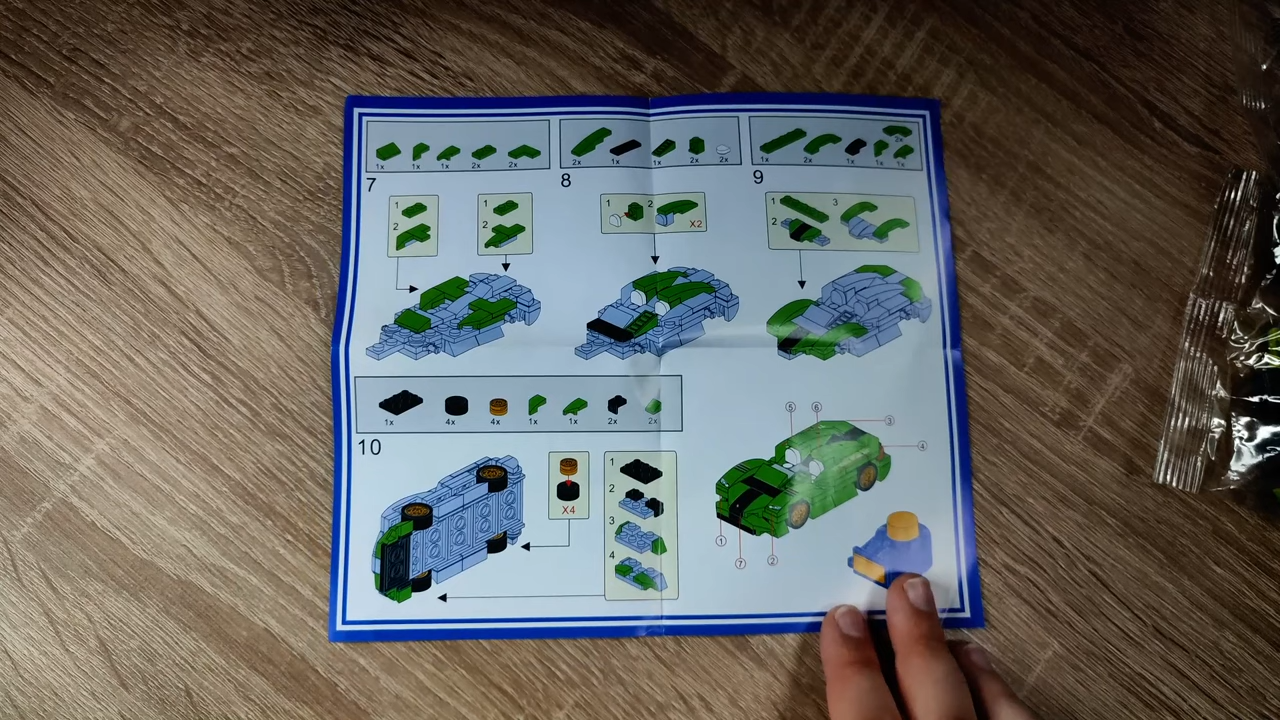 1x 1x 1x 2x 2x
2x 1x 1x 2x 2x
1x 2x 1x 1x 2x 1x
7
8
9
1
2
1
2
1 2
X2
1 3
2
1x 4x 4x 1x 1x 2x 2x
10
X4
1
2
3
4
5 6 3
4
1
7 2